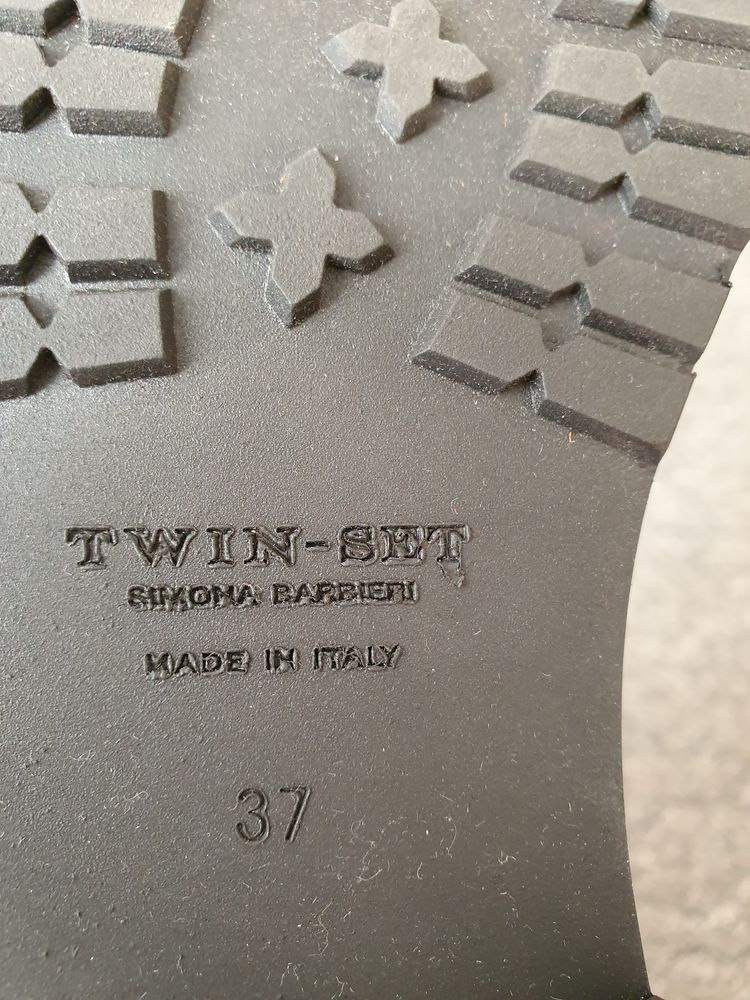 TWIN-SET
SIMONA BARBIERI
MADE IN ITALY
37